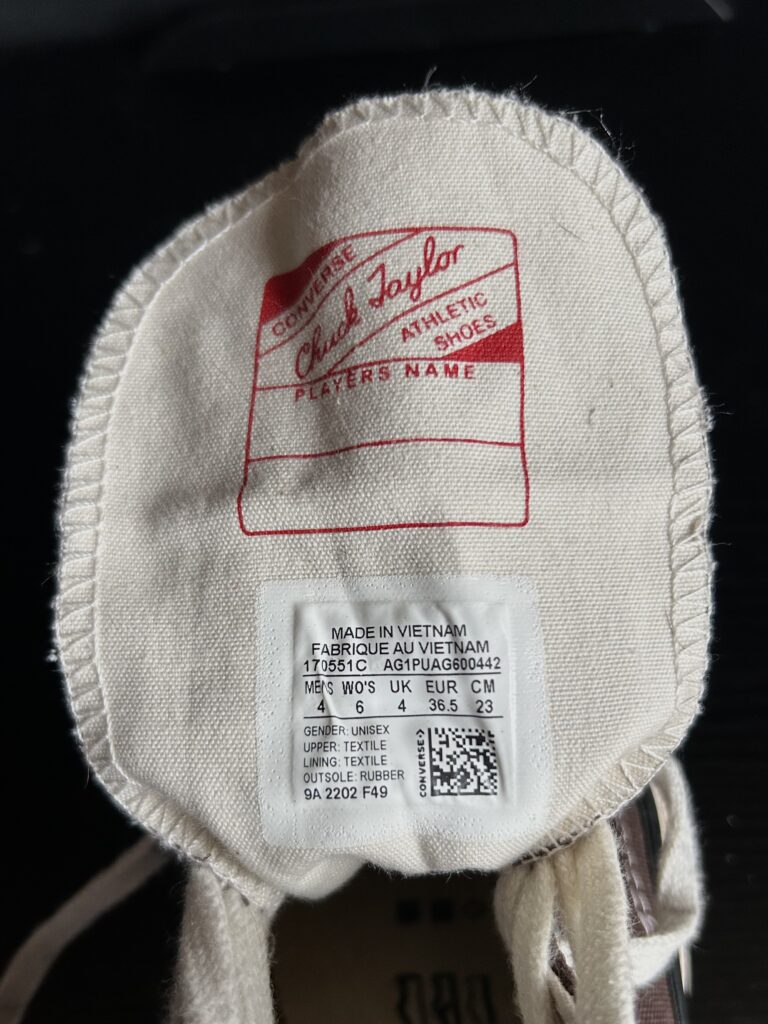 CONVERSE
Chuck Taylor
ATHLETIC
SHOES
PLAYERS NAME
MADE IN VIETNAM
FABRIQUE AU VIETNAM
170551C AG1PUAG600442
MENS WO'S UK EUR CM
4 6 4 36.5 23
GENDER: UNISEX
UPPER: TEXTILE
LINING: TEXTILE
OUTSOLE: RUBBER
9A 2202 F49
CONVERSE